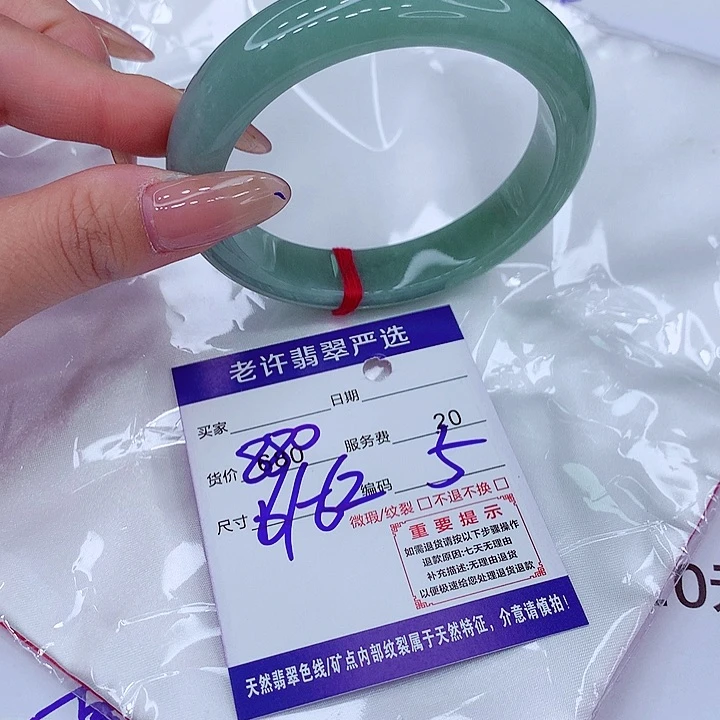 老许翡翠严选
买家 日期
货价 680 服务费 20
尺寸 编码 5
微瑕/纹裂 □不退不换 □
重要提示
如需退货请按以下步骤操作
退款原因:七天无理由
补充描述:无理由退货
以便极速给您处理退货退款
天然翡翠色线/矿点内部纹裂属于天然特征，介意请慎拍!